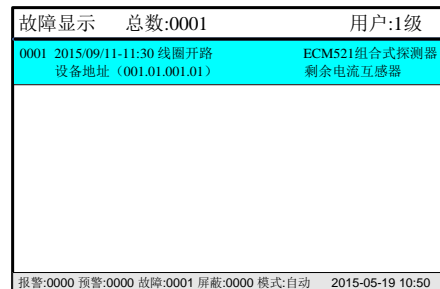 故障显示 总数:0001 用户:1级
0001 2015/09/11-11:30 线圈开路 ECM521组合式探测器
设备地址（001.01.001.01） 剩余电流互感器
报警:0000 预警:0000 故障:0001 屏蔽:0000 模式:自动 2015-05-19 10:50